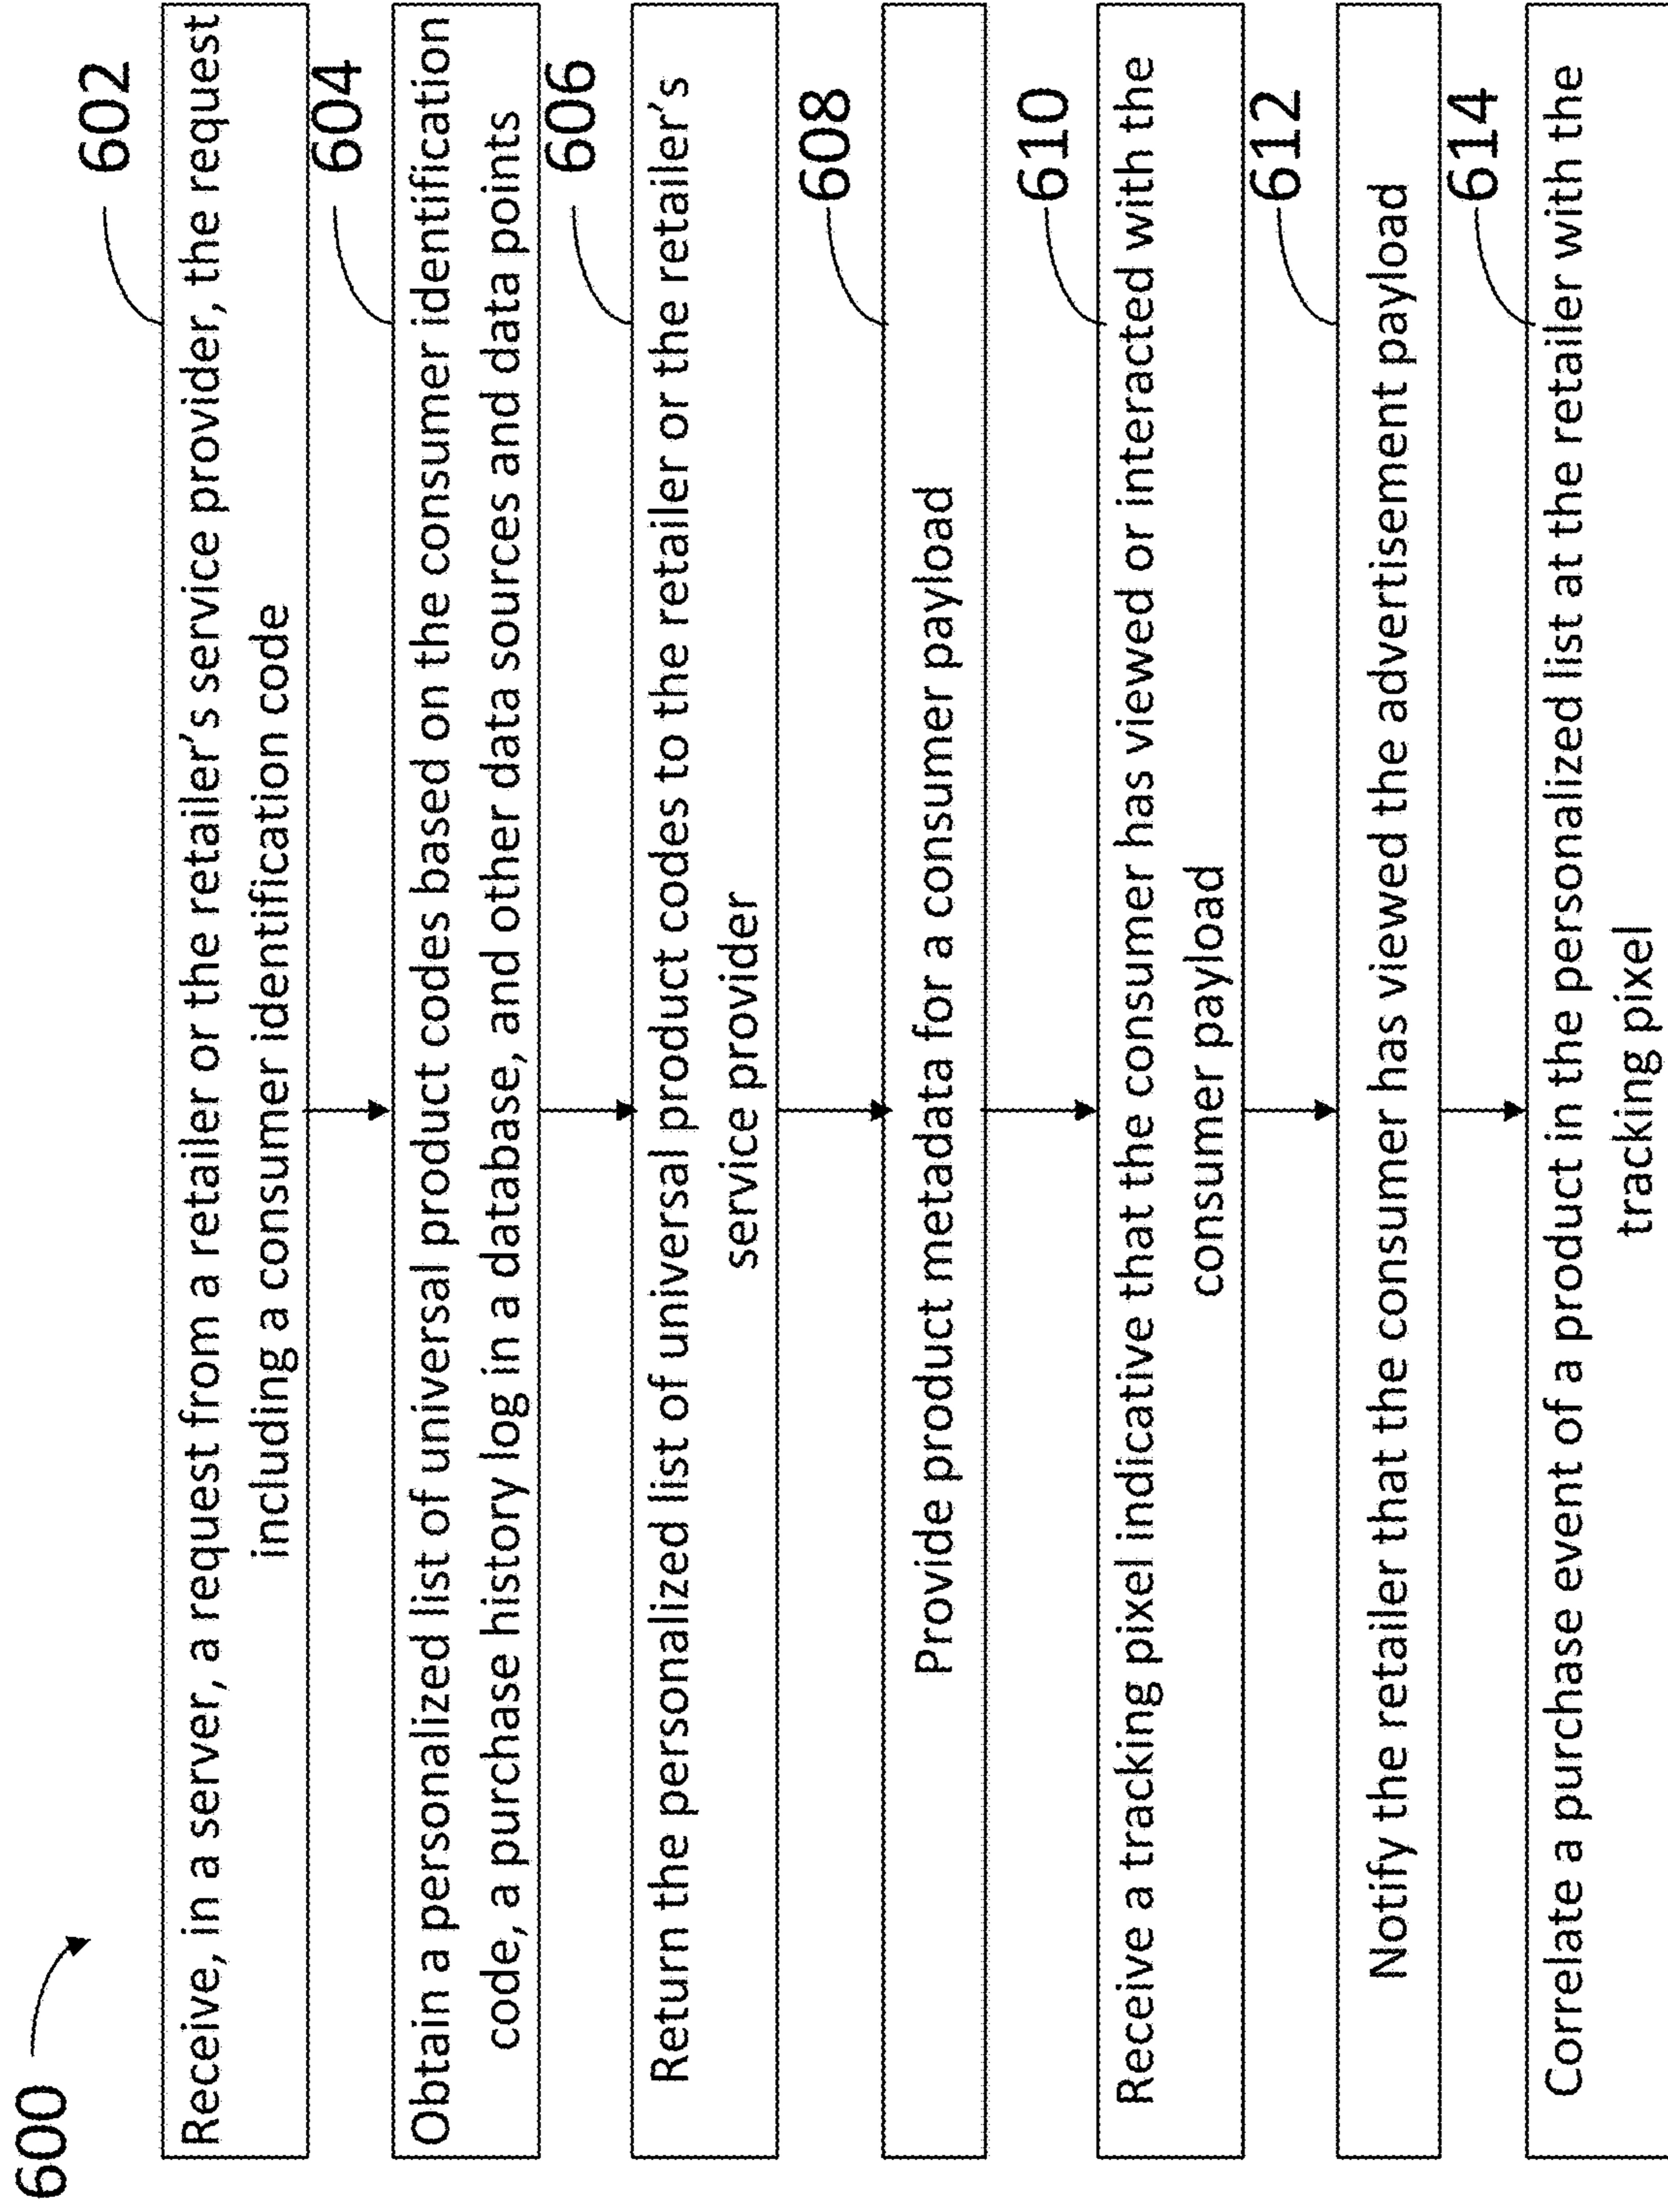 600
602
Receive, in a server, a request from a retailer or the retailer's service provider, the request
including a consumer identification code
604
Obtain a personalized list of universal product codes based on the consumer identification
code, a purchase history log in a database, and other data sources and data points
606
Return the personalized list of universal product codes to the retailer or the retailer's
service provider
608
Provide product metadata for a consumer payload
610
Receive a tracking pixel indicative that the consumer has viewed or interacted with the
consumer payload
612
Notify the retailer that the consumer has viewed the advertisement payload
614
Correlate a purchase event of a product in the personalized list at the retailer with the
tracking pixel